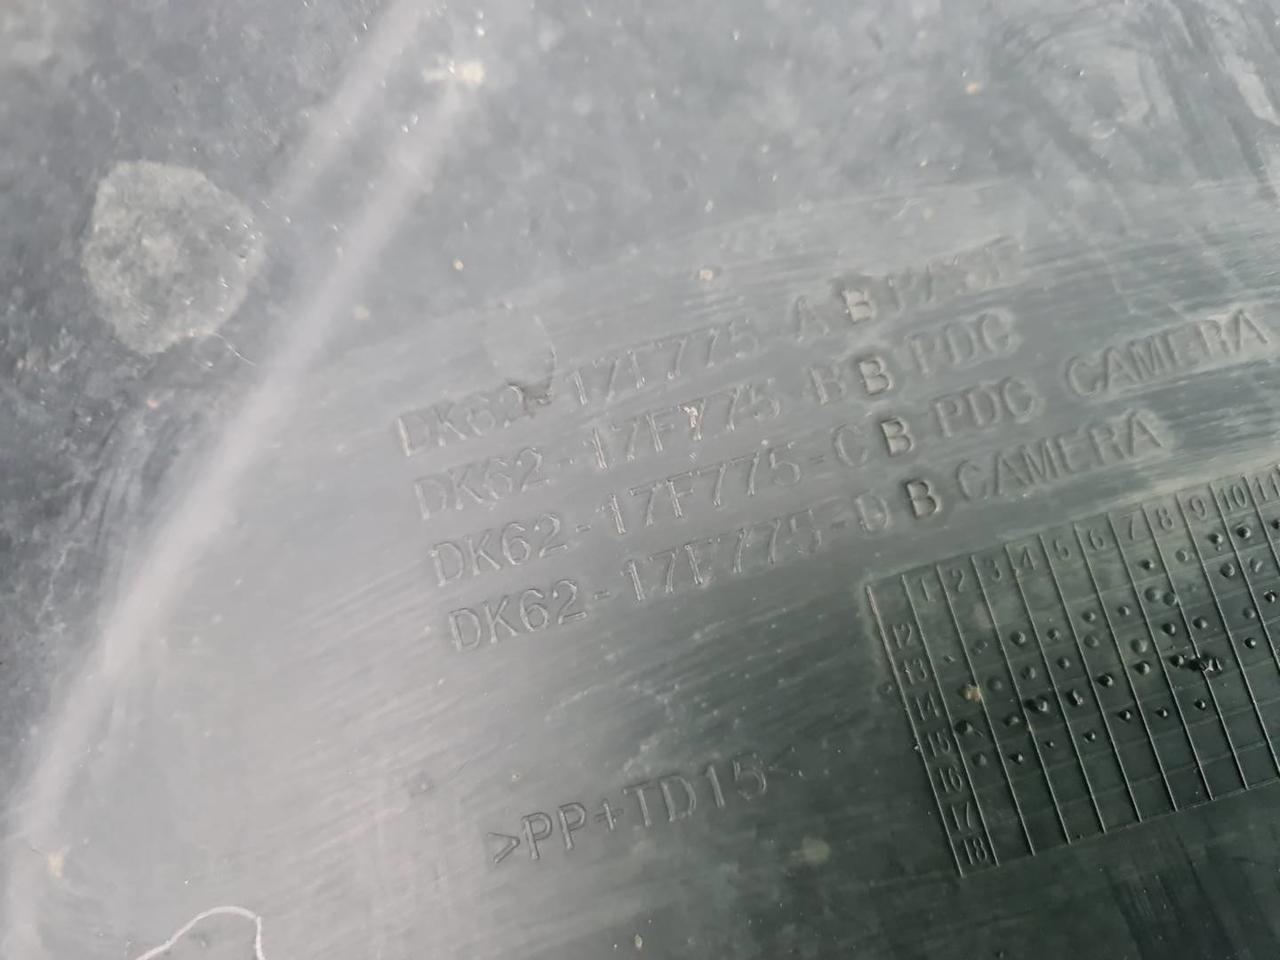 DK62-17F775-A B
DK62-17F775-B B PDC
DK62-17F775-C B PDC CAMERA
DK62-17F775-D B CAMERA
1 2 3 4 5 6 7 8 9 10 11
12
13
14
15
16
17
18
>PP+TD15<